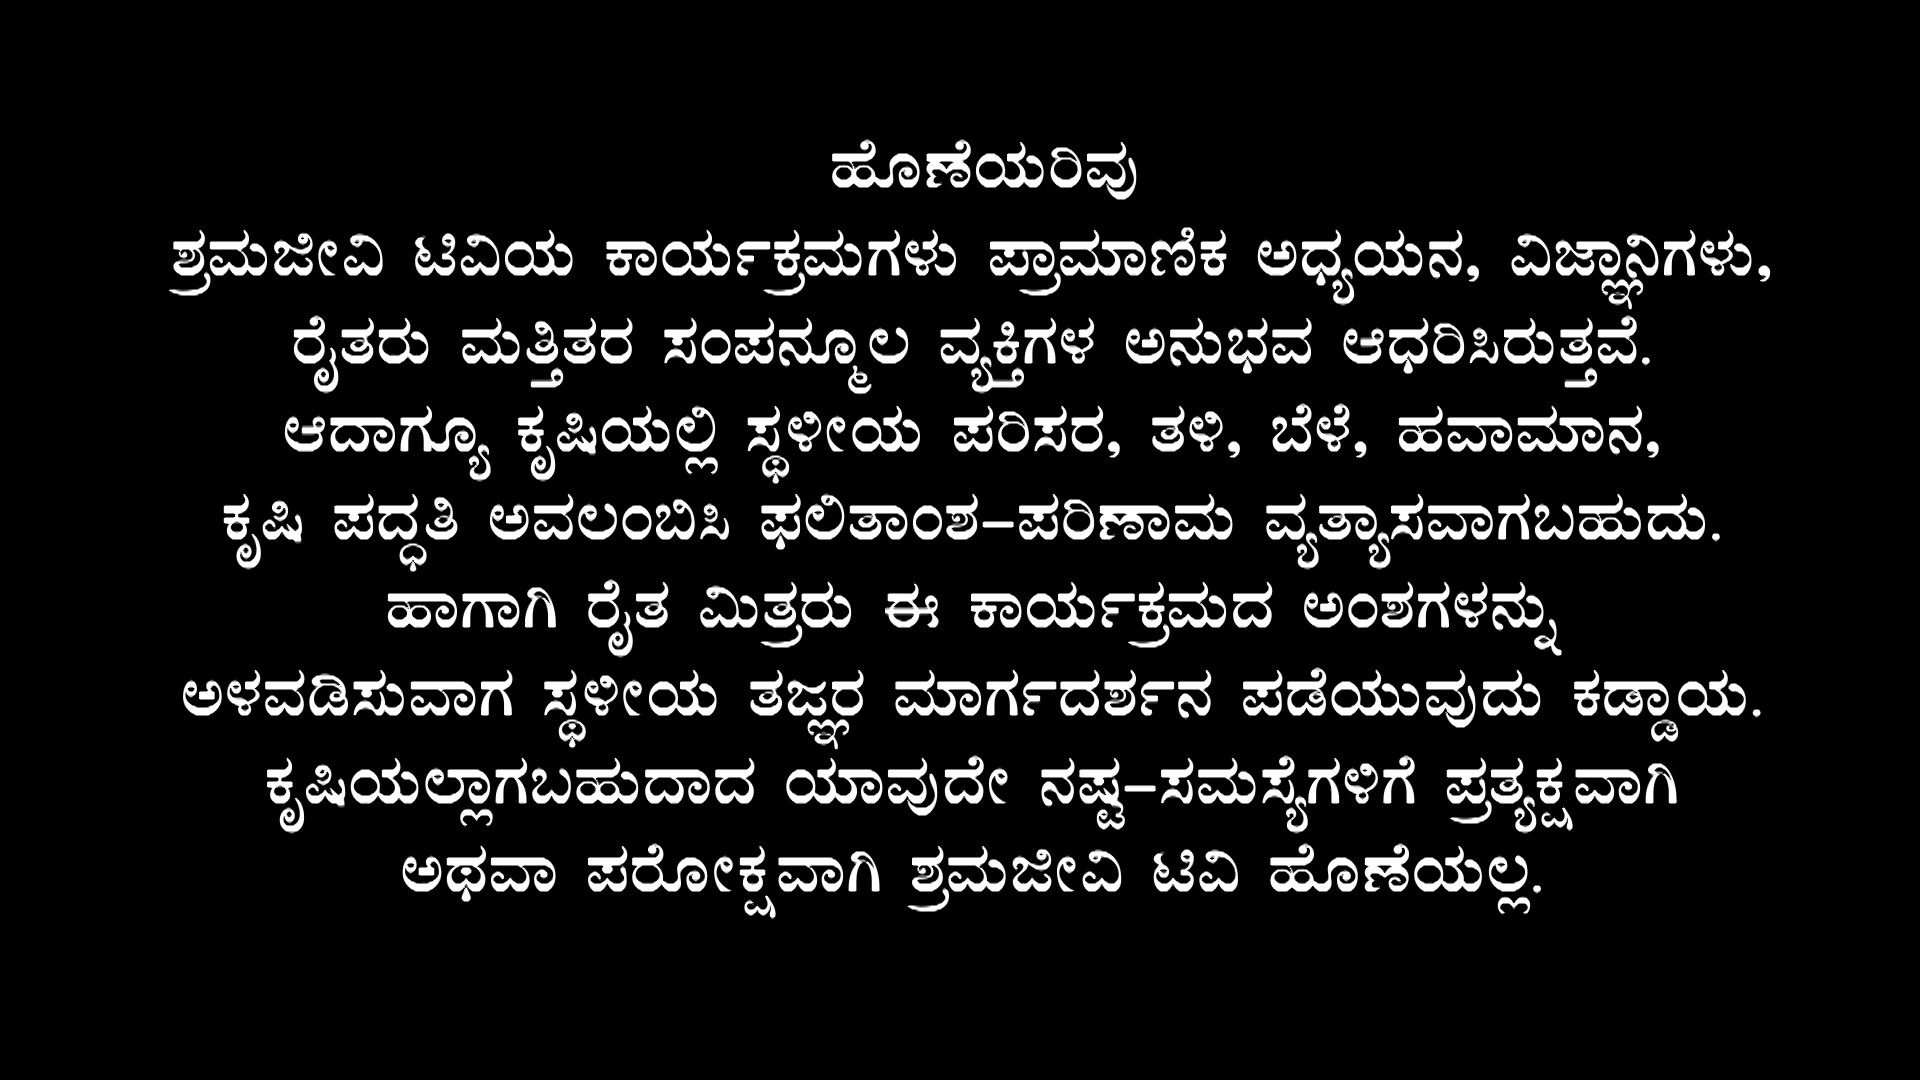 ಹೊಣೆಯರಿವು
ಶ್ರಮಜೀವಿ ಟಿವಿಯ ಕಾರ್ಯಕ್ರಮಗಳು ಪ್ರಾಮಾಣಿಕ ಅಧ್ಯಯನ, ವಿಜ್ಞಾನಿಗಳು,
ರೈತರು ಮತ್ತಿತರ ಸಂಪನ್ಮೂಲ ವ್ಯಕ್ತಿಗಳ ಅನುಭವ ಆಧರಿಸಿರುತ್ತವೆ.
ಆದಾಗ್ಯೂ ಕೃಷಿಯಲ್ಲಿ ಸ್ಥಳೀಯ ಪರಿಸರ, ತಳಿ, ಬೆಳೆ, ಹವಾಮಾನ,
ಕೃಷಿ ಪದ್ಧತಿ ಅವಲಂಬಿಸಿ ಫಲಿತಾಂಶ-ಪರಿಣಾಮ ವ್ಯತ್ಯಾಸವಾಗಬಹುದು.
ಹಾಗಾಗಿ ರೈತ ಮಿತ್ರರು ಈ ಕಾರ್ಯಕ್ರಮದ ಅಂಶಗಳನ್ನು
ಅಳವಡಿಸುವಾಗ ಸ್ಥಳೀಯ ತಜ್ಞರ ಮಾರ್ಗದರ್ಶನ ಪಡೆಯುವುದು ಕಡ್ಡಾಯ.
ಕೃಷಿಯಲ್ಲಾಗಬಹುದಾದ ಯಾವುದೇ ನಷ್ಟ-ಸಮಸ್ಯೆಗಳಿಗೆ ಪ್ರತ್ಯಕ್ಷವಾಗಿ
ಅಥವಾ ಪರೋಕ್ಷವಾಗಿ ಶ್ರಮಜೀವಿ ಟಿವಿ ಹೊಣೆಯಲ್ಲ.